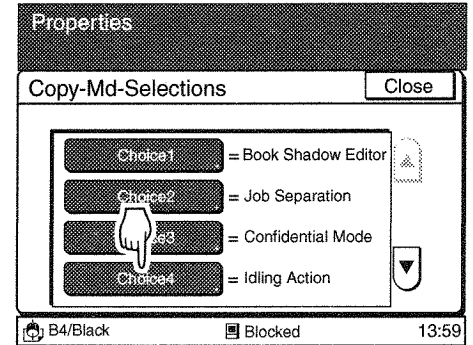 Properties
Copy-Md-Selections Close
Choice1 = Book Shadow Editor
Choice2 = Job Separation
= Confidential Mode
Choice4 = Idling Action
B4/Black Blocked 13:59